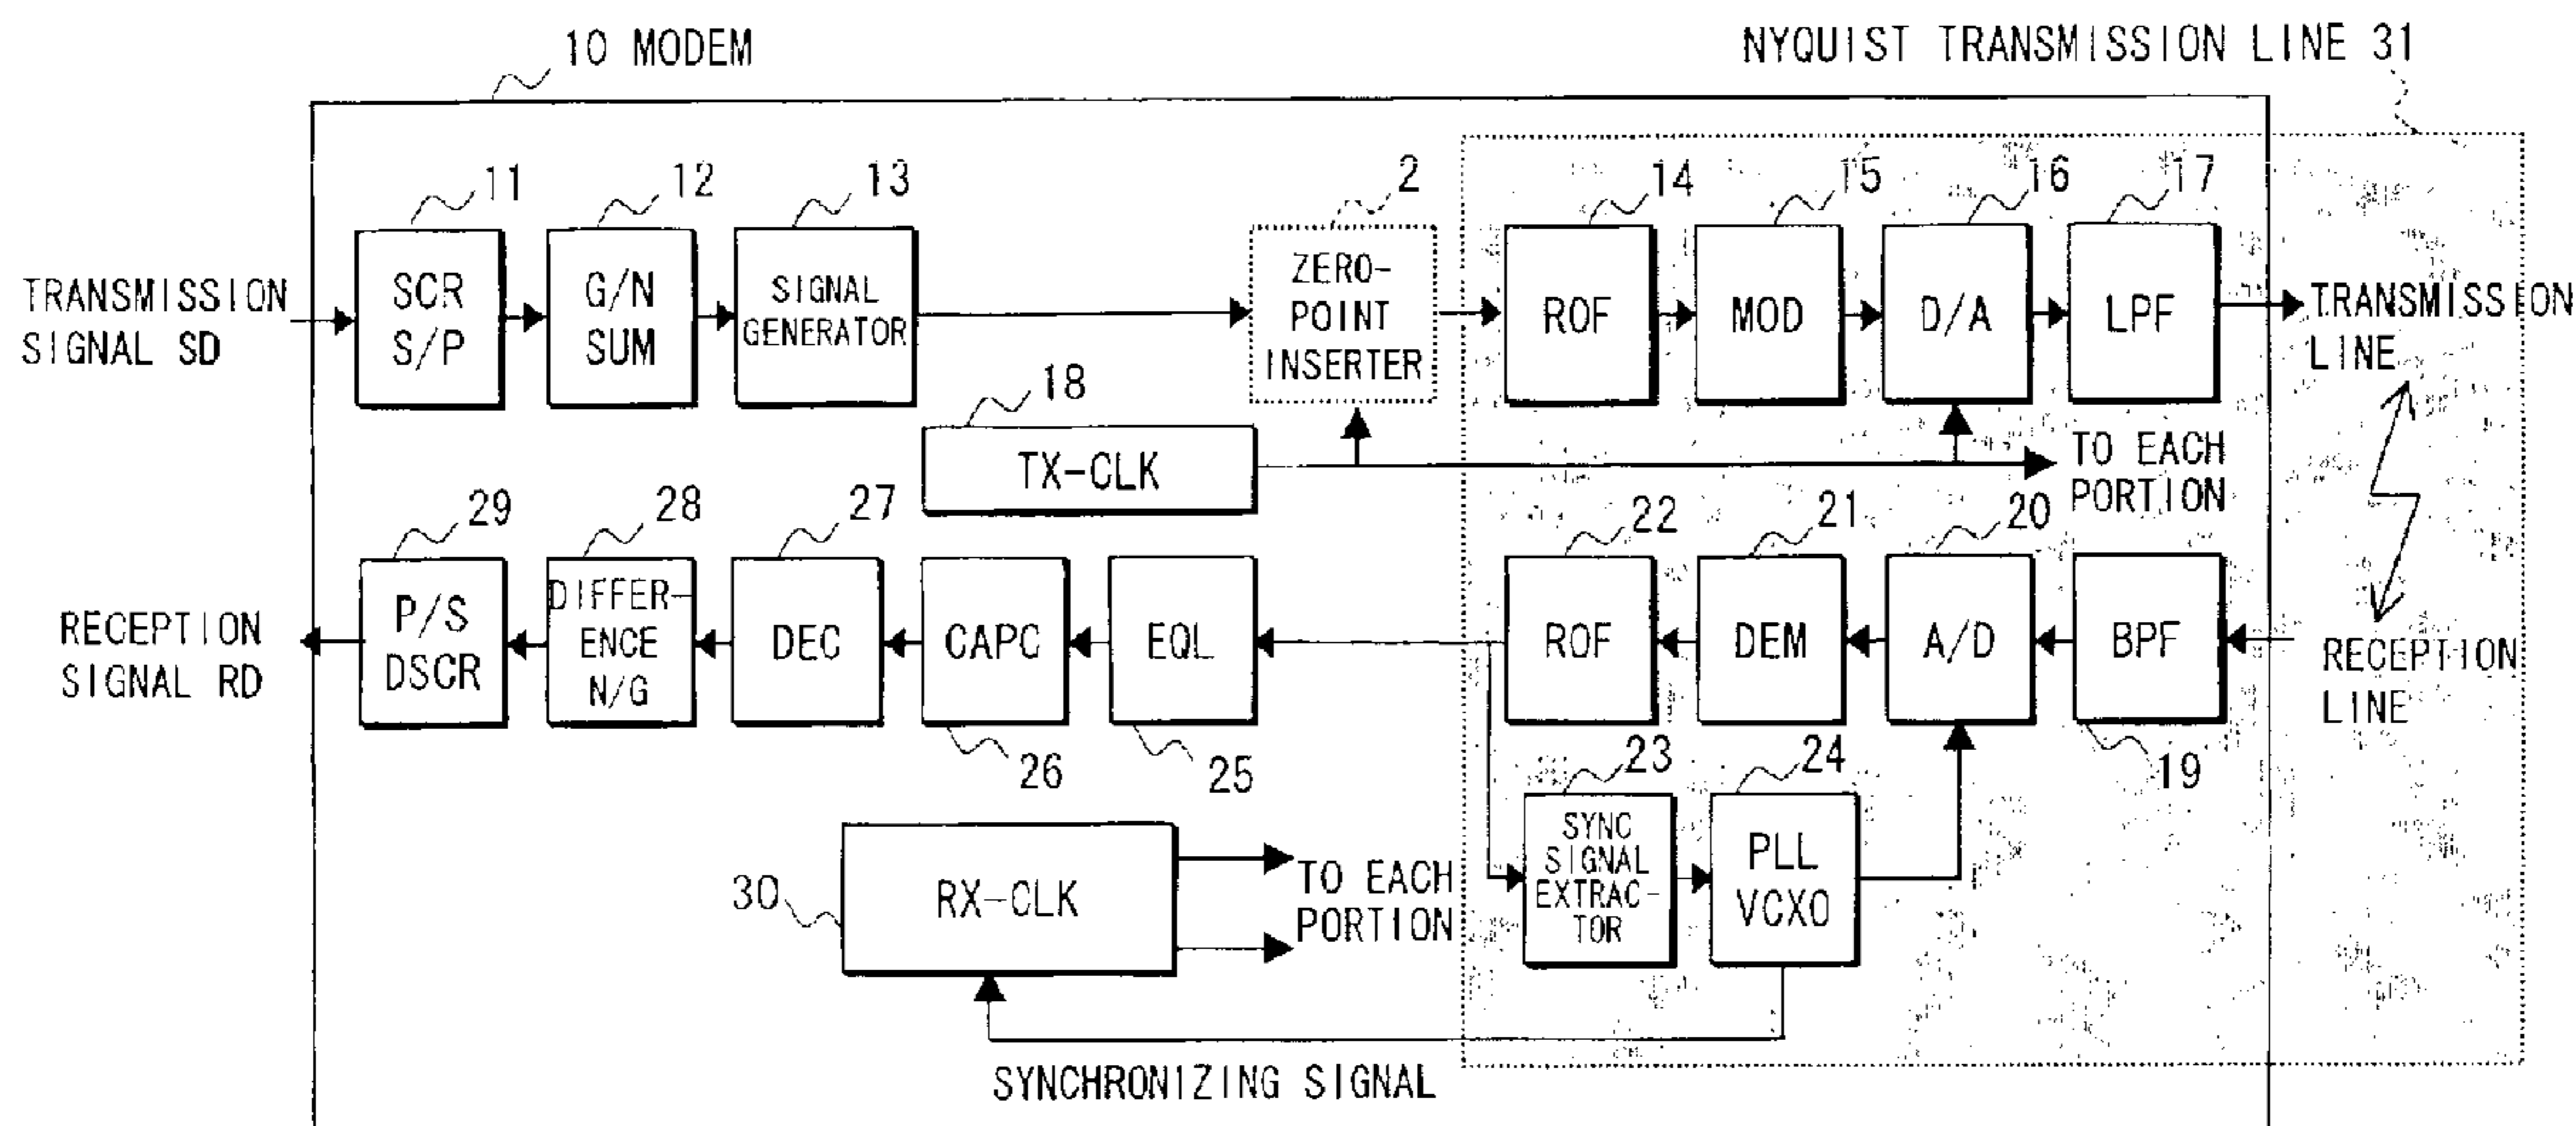 10 MODEM
NYQUIST TRANSMISSION LINE 31
11
12
13
2
14
15
16
17
TRANSMISSION
SIGNAL SD
SCR
S/P
G/N
SUM
SIGNAL
GENERATOR
ZERO-
POINT
INSERTER
ROF
MOD
D/A
LPF
TRANSMISSION
LINE
18
TX-CLK
TO EACH
PORTION
29
28
27
22
21
20
RECEPTION
SIGNAL RD
P/S
DSCR
DIFFER-
ENCE
N/G
DEC
CAPC
EQL
ROF
DEM
A/D
BPF
RECEPTION
LINE
26
25
23
24
19
30
RX-CLK
TO EACH
PORTION
SYNC
SIGNAL
EXTRAC-
TOR
PLL
VCXO
SYNCHRONIZING SIGNAL